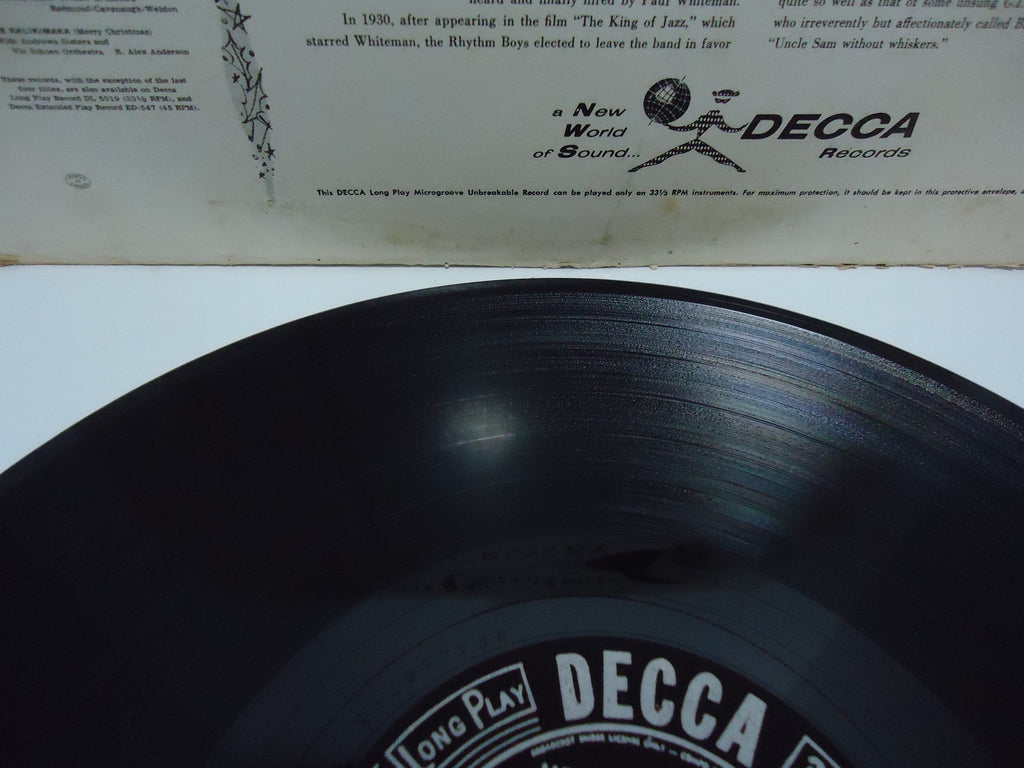 Redmond-Cavanaugh-Weldon
(Merry Christmas)
With Andrews Sisters and
Vic Schoen Orchestra R. Alex Anderson
These records, with the exception of the last
four titles, are also available on Decca
Long Play Record DL 5019 (33⅓ RPM), and
Decca Extended Play Record ED-547 (45 RPM).
heard and finally hired by Paul Whiteman.
In 1930, after appearing in the film "The King of Jazz," which
starred Whiteman, the Rhythm Boys elected to leave the band in favor
quite so well as that of some unsung G.I.
who irreverently but affectionately called
"Uncle Sam without whiskers."
a New
World
of Sound...
DECCA
Records
This DECCA Long Play Microgroove Unbreakable Record can be played only on 33⅓ RPM instruments. For maximum protection, it should be kept in this protective envelope,
LONG PLAY
DECCA